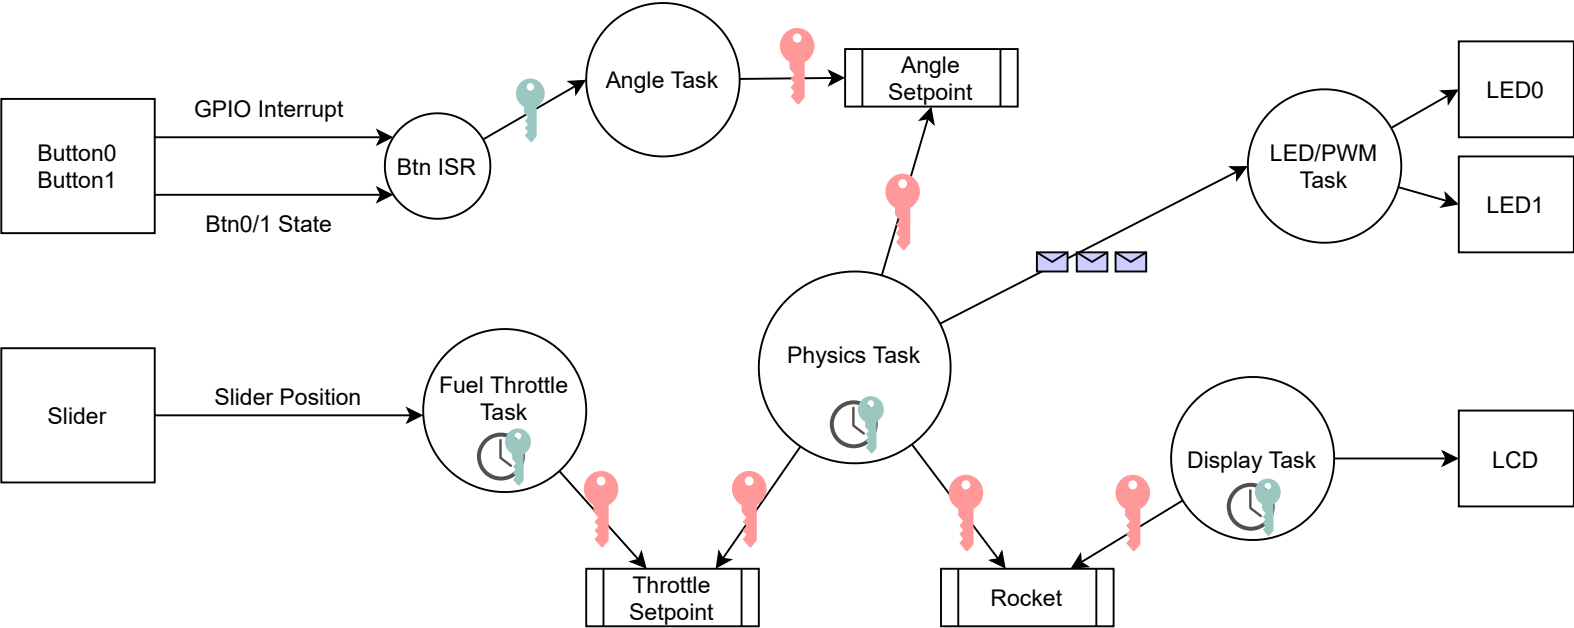 GPIO Interrupt
Button0
Button1
Btn0/1 State
Btn ISR
Angle Task
Angle
Setpoint
LED/PWM
Task
LED0
LED1
Physics Task
Slider
Slider Position
Fuel Throttle
Task
Display Task
LCD
Throttle
Setpoint
Rocket